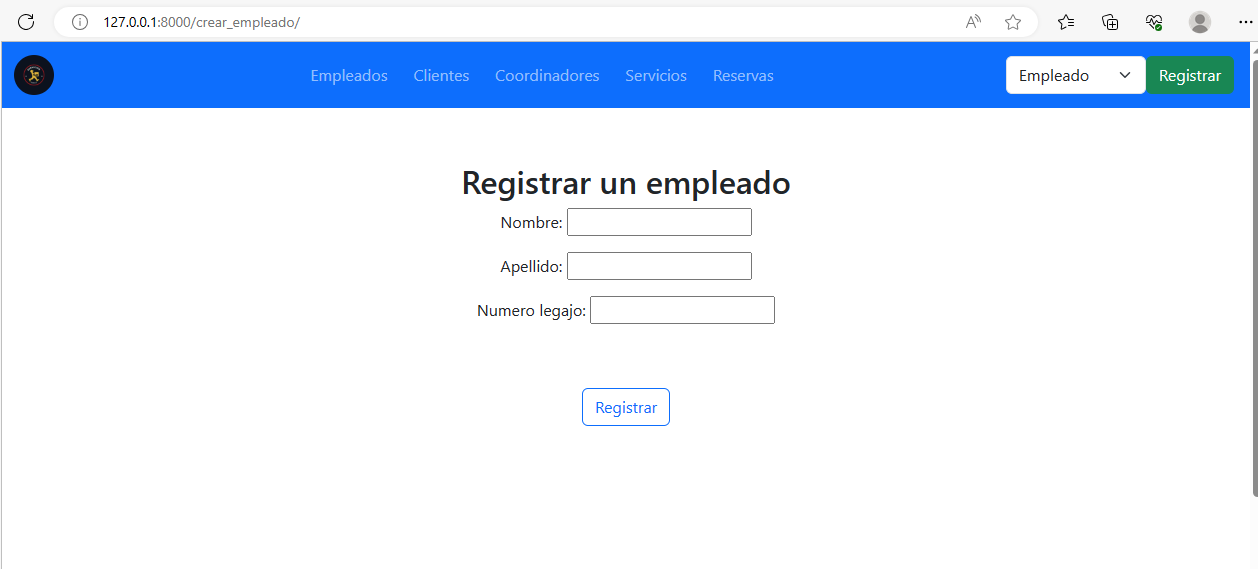 127.0.0.1:8000/crear_empleado/
Empleados Clientes Coordinadores Servicios Reservas Empleado Registrar
Registrar un empleado
Nombre:
Apellido:
Numero legajo:
Registrar